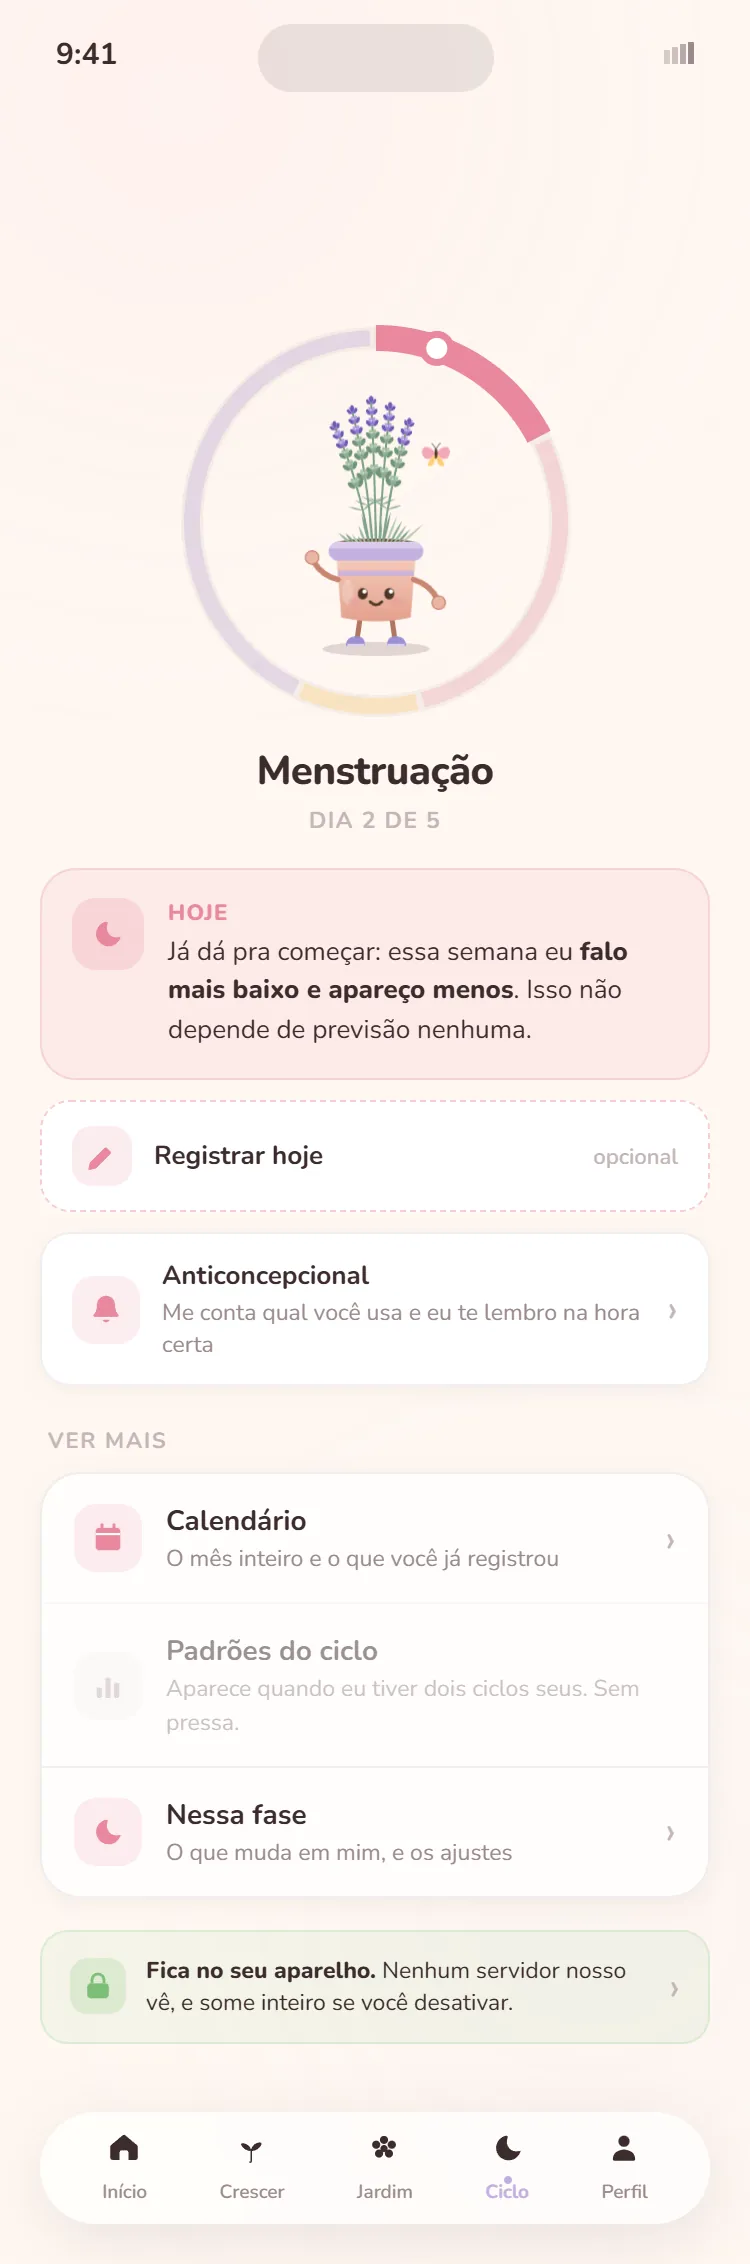 9:41
Menstruação
DIA 2 DE 5
HOJE
Já dá pra começar: essa semana eu falo
mais baixo e apareço menos. Isso não
depende de previsão nenhuma.
Registrar hoje
opcional
Anticoncepcional
Me conta qual você usa e eu te lembro na hora
certa
VER MAIS
Calendário
O mês inteiro e o que você já registrou
Padrões do ciclo
Aparece quando eu tiver dois ciclos seus. Sem
pressa.
Nessa fase
O que muda em mim, e os ajustes
Fica no seu aparelho. Nenhum servidor nosso
vê, e some inteiro se você desativar.
Início
Crescer
Jardim
Ciclo
Perfil